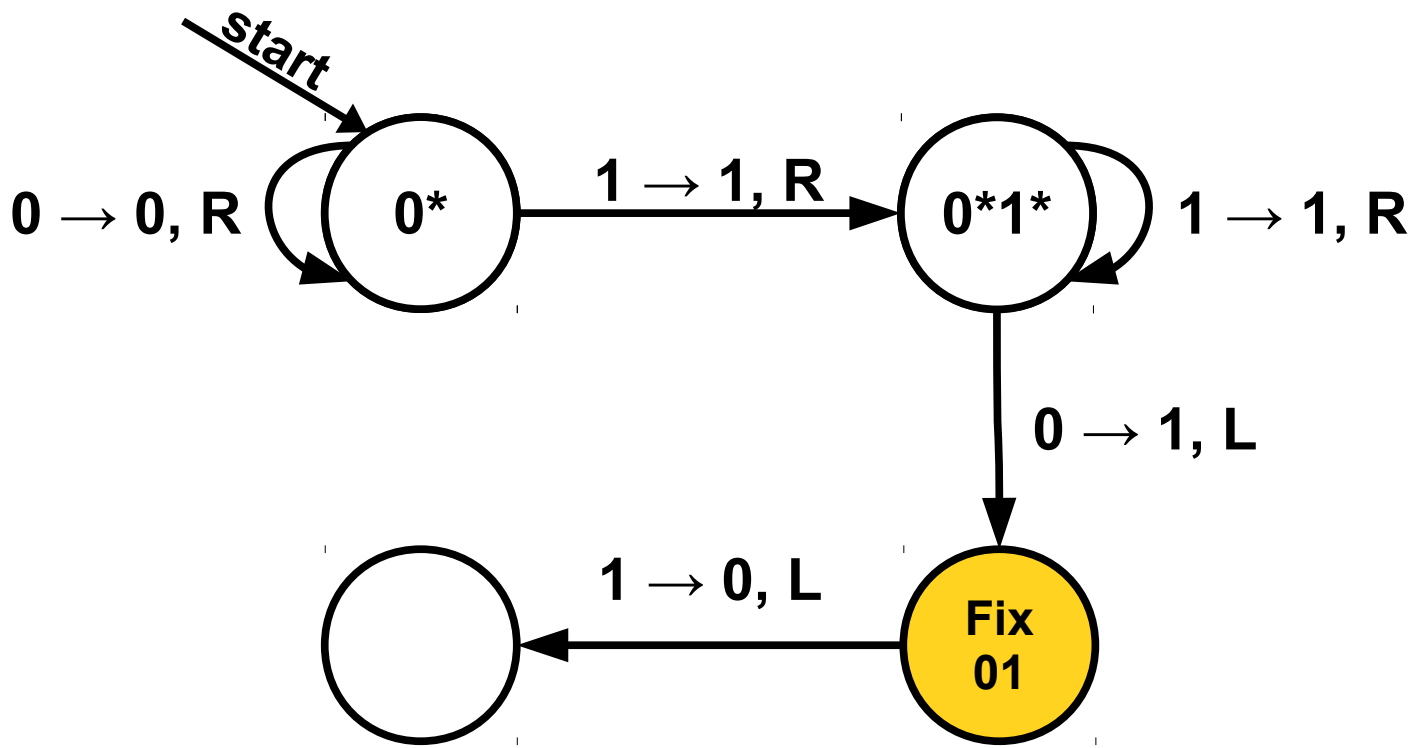 start
0 → 0, R
0*
1 → 1, R
0*1*
1 → 1, R
0 → 1, L
1 → 0, L
Fix
01